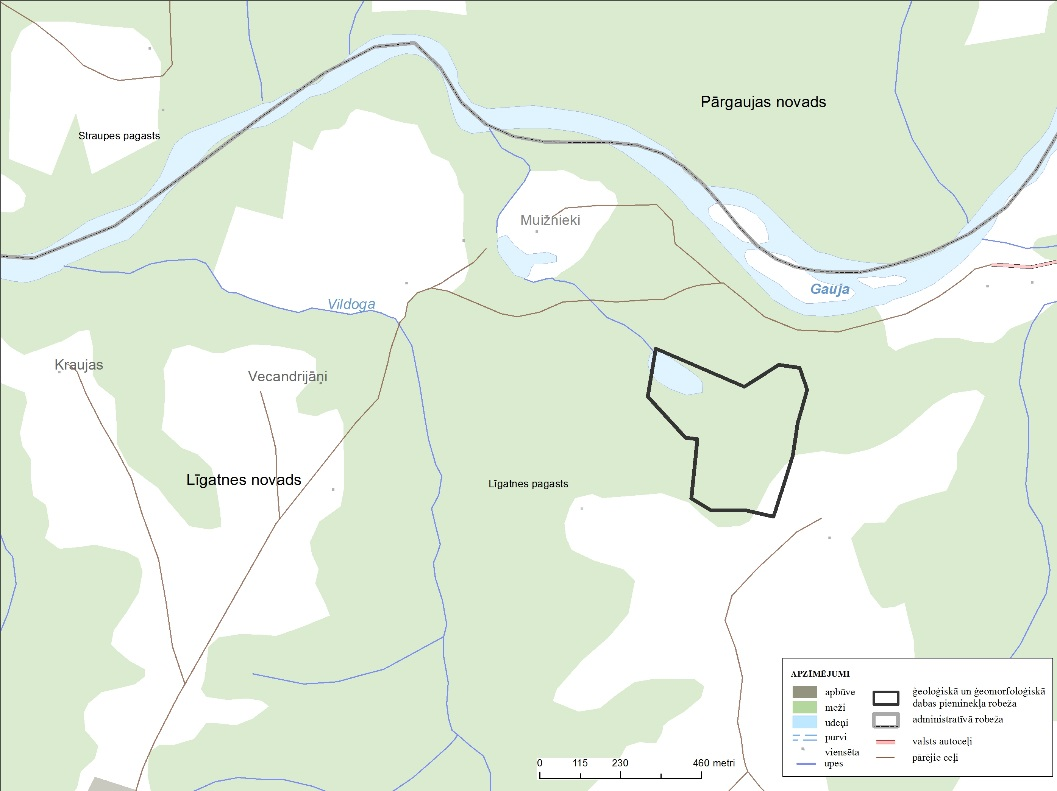 Pārgaujas novads
Straupes pagasts
Muižnieki
Gauja
Vildoga
Kraujas
Vecandrijāņi
Līgatnes novads
Līgatnes pagasts
APZĪMĒJUMI
apbūve
meži
ūdeņi
purvi
viensēta
upes
ģeoloģiskā un ģeomorfoloģiskā
dabas pieminekļa robeža
administratīvā robeža
valsts autoceļi
pārējie ceļi
0 115 230 460 metri